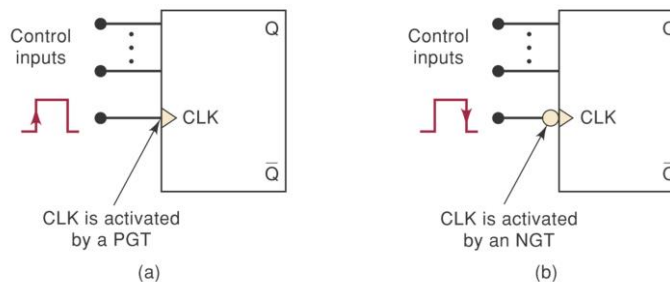 Control
inputs
Q
CLK
Q̅
CLK is activated
by a PGT
(a)
Control
inputs
CLK
CLK is activated
by an NGT
(b)